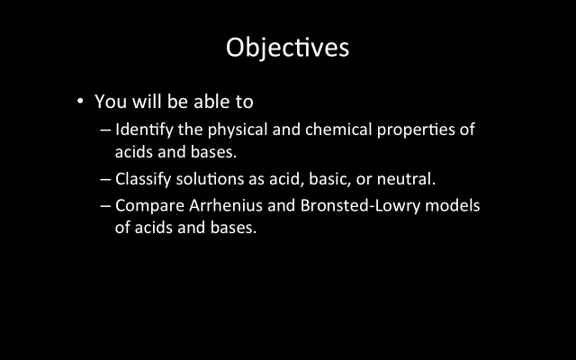 Objectives
• You will be able to
– Identify the physical and chemical properties of
acids and bases.
– Classify solutions as acid, basic, or neutral.
– Compare Arrhenius and Bronsted-Lowry models
of acids and bases.